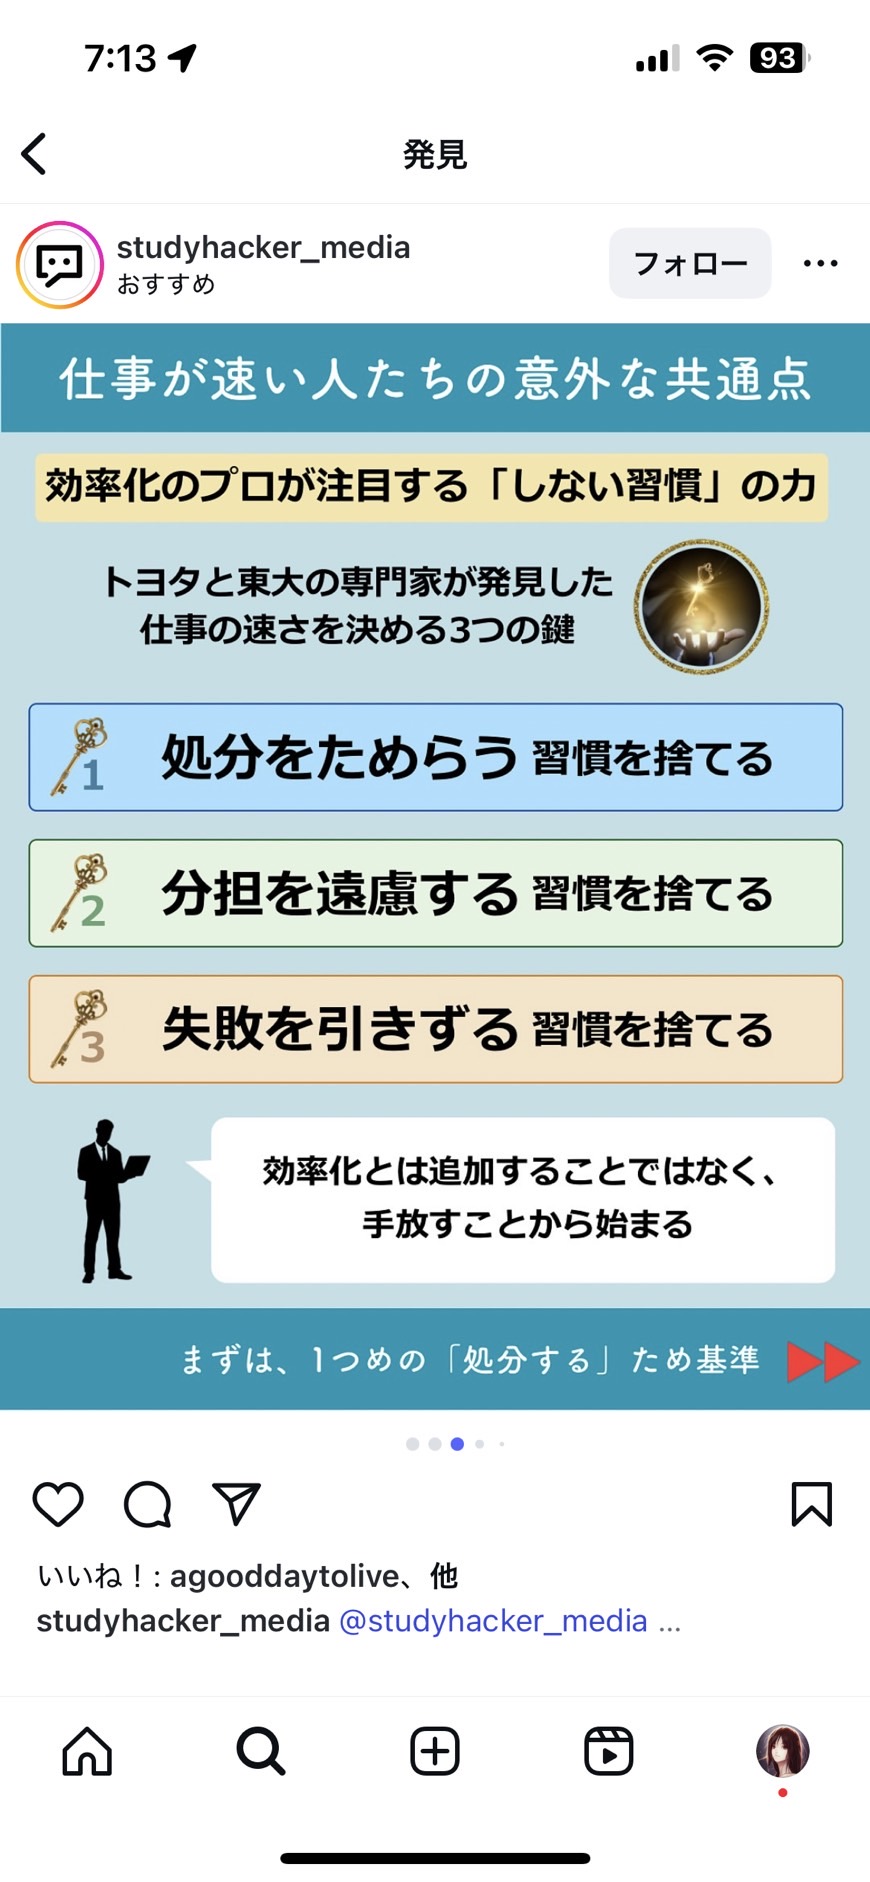 7:13
93
発見
studyhacker_media
おすすめ
フォロー
仕事が速い人たちの意外な共通点
効率化のプロが注目する「しない習慣」の力
トヨタと東大の専門家が発見した
仕事の速さを決める3つの鍵
1 処分をためらう 習慣を捨てる
2 分担を遠慮する 習慣を捨てる
3 失敗を引きずる 習慣を捨てる
効率化とは追加することではなく、
手放すことから始まる
まずは、1つめの「処分する」ため基準
いいね！: agooddaytolive、他
studyhacker_media @studyhacker_media ...